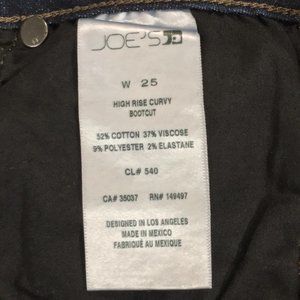 JOE'S
W 25
HIGH RISE CURVY
BOOTCUT
52% COTTON 37% VISCOSE
9% POLYESTER 2% ELASTANE
CL# 540
CA# 35037 RN# 149497
DESIGNED IN LOS ANGELES
MADE IN MEXICO
FABRIQUÉ AU MEXIQUE